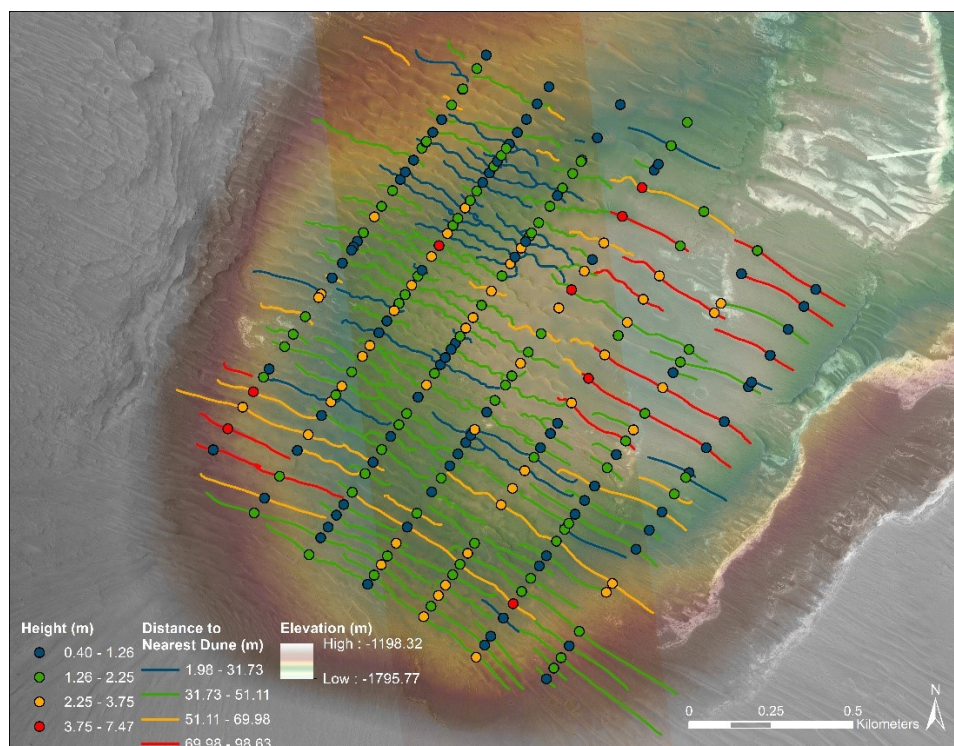 Height (m)
0.40 - 1.26
1.26 - 2.25
2.25 - 3.75
3.75 - 7.47
Distance to
Nearest Dune (m)
1.98 - 31.73
31.73 - 51.11
51.11 - 69.98
69.98 - 98.63
Elevation (m)
High : -1198.32
Low : -1795.77
N
0 0.25 0.5
Kilometers